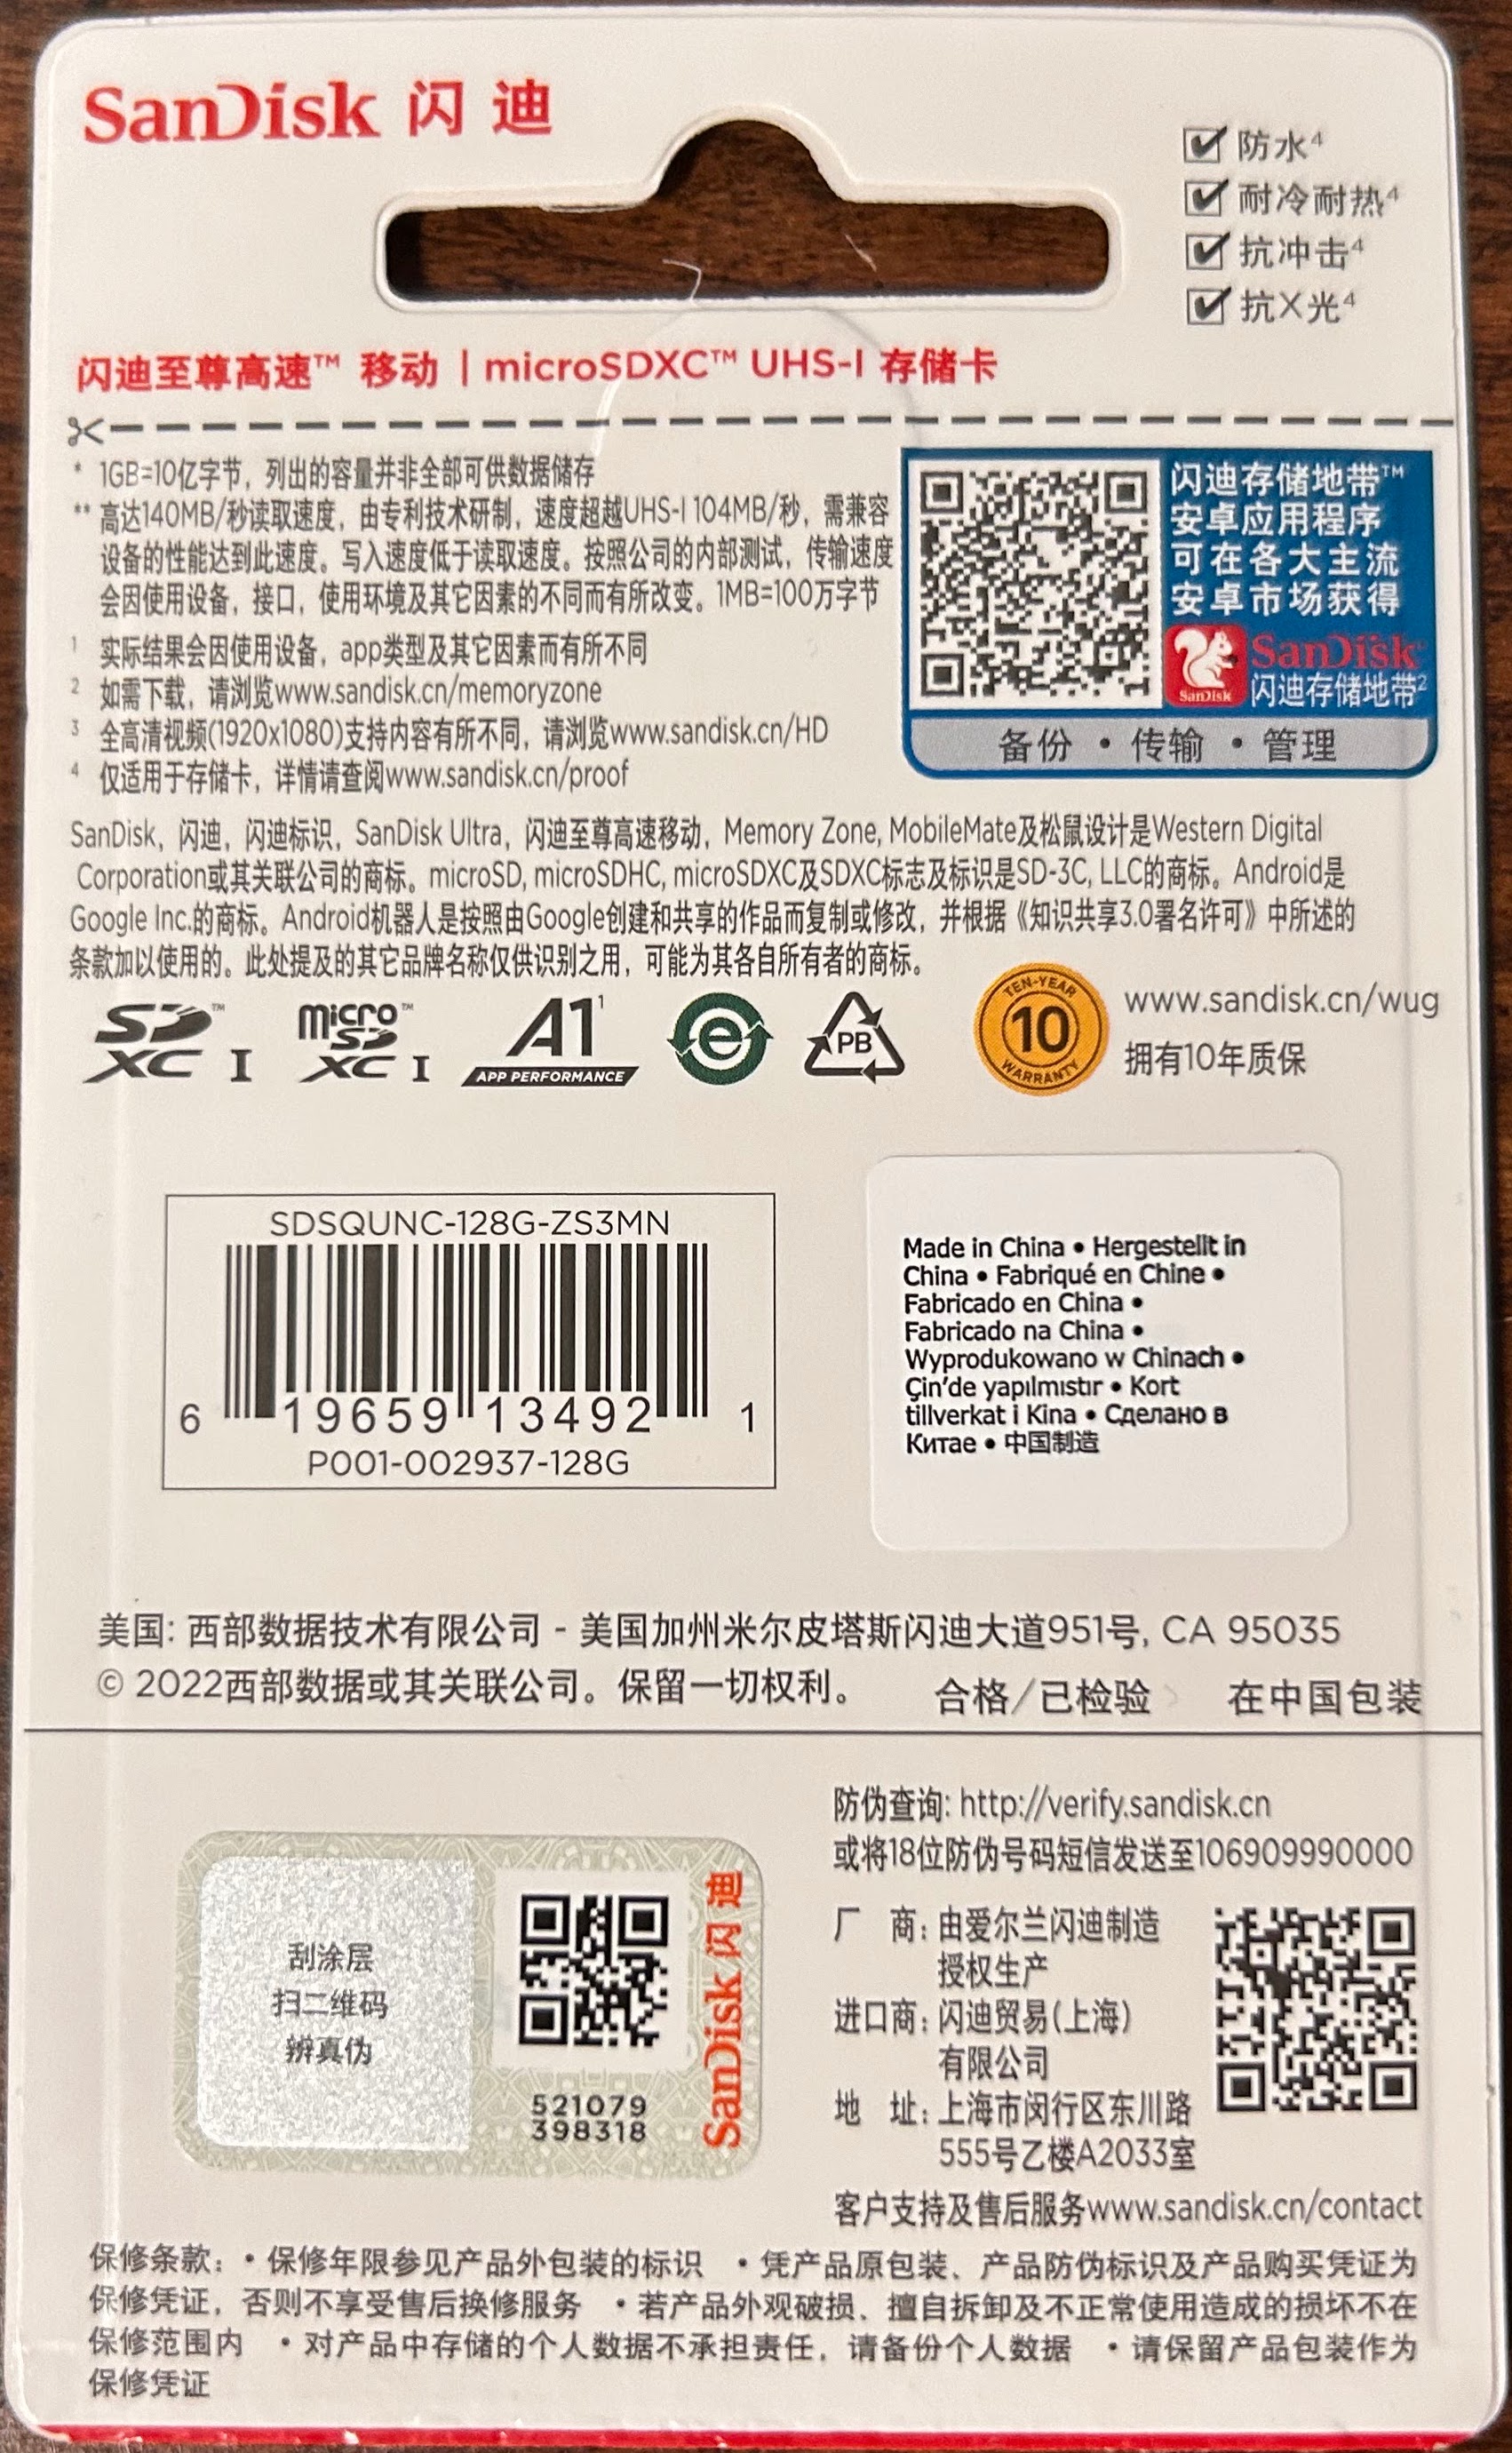 SanDisk 闪迪
防水4
耐冷耐热4
抗冲击4
抗X光4
闪迪至尊高速™ 移动 | microSDXC™ UHS-I 存储卡
* 1GB=10亿字节，列出的容量并非全部可供数据储存
** 高达140MB/秒读取速度，由专利技术研制，速度超越UHS-I 104MB/秒，需兼容
设备的性能达到此速度。写入速度低于读取速度。按照公司的内部测试，传输速度
会因使用设备，接口，使用环境及其它因素的不同而有所改变。1MB=100万字节
1 实际结果会因使用设备，app类型及其它因素而有所不同
2 如需下载，请浏览www.sandisk.cn/memoryzone
3 全高清视频(1920x1080)支持内容有所不同，请浏览www.sandisk.cn/HD
4 仅适用于存储卡，详情请查阅www.sandisk.cn/proof
闪迪存储地带™
安卓应用程序
可在各大主流
安卓市场获得
SanDisk
SanDisk
闪迪存储地带2
备份 • 传输 • 管理
SanDisk，闪迪，闪迪标识，SanDisk Ultra，闪迪至尊高速移动，Memory Zone, MobileMate及松鼠设计是Western Digital
Corporation或其关联公司的商标。microSD, microSDHC, microSDXC及SDXC标志及标识是SD-3C, LLC的商标。Android是
Google Inc.的商标。Android机器人是按照由Google创建和共享的作品而复制或修改，并根据《知识共享3.0署名许可》中所述的
条款加以使用的。此处提及的其它品牌名称仅供识别之用，可能为其各自所有者的商标。
SD XC I™
micro SD XC I™
A1 1
APP PERFORMANCE
e
PB
TEN-YEAR
10
WARRANTY
www.sandisk.cn/wug
拥有10年质保
SDSQUNC-128G-ZS3MN
6 19659 13492 1
P001-002937-128G
Made in China • Hergestellt in
China • Fabriqué en Chine •
Fabricado en China •
Fabricado na China •
Wyprodukowano w Chinach •
Çin'de yapılmıstır • Kort
tillverkat i Kina • Сделано в
Китае • 中国制造
美国: 西部数据技术有限公司 - 美国加州米尔皮塔斯闪迪大道951号, CA 95035
© 2022西部数据或其关联公司。保留一切权利。 合格/已检验 在中国包装
防伪查询: http://verify.sandisk.cn
或将18位防伪号码短信发送至106909990000
刮涂层
扫二维码
辨真伪
521079
398318
SanDisk 闪迪
厂 商: 由爱尔兰闪迪制造
授权生产
进口商: 闪迪贸易(上海)
有限公司
地 址: 上海市闵行区东川路
555号乙楼A2033室
客户支持及售后服务www.sandisk.cn/contact
保修条款: • 保修年限参见产品外包装的标识 • 凭产品原包装、产品防伪标识及产品购买凭证为
保修凭证，否则不享受售后换修服务 • 若产品外观破损、擅自拆卸及不正常使用造成的损坏不在
保修范围内 • 对产品中存储的个人数据不承担责任，请备份个人数据 • 请保留产品包装作为
保修凭证